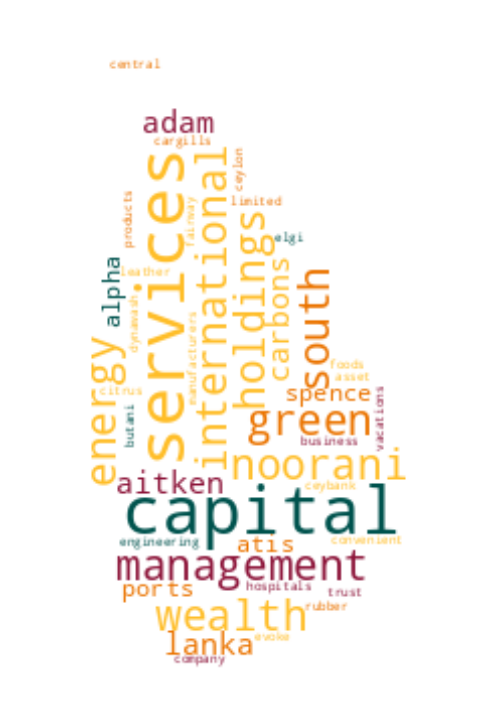 central
adam
cargills
services
international
ceylon
products
fairway
limited
holdings
elgi
alpha
leather
carbons
south
dynawash
manufacturers
energy
foods
asset
citrus
spence
vacations
butani
green
business
noorani
aitken
ceybank
capital
engineering
atis
convenient
management
ports
hospitals
trust
wealth
rubber
lanka
evoke
company